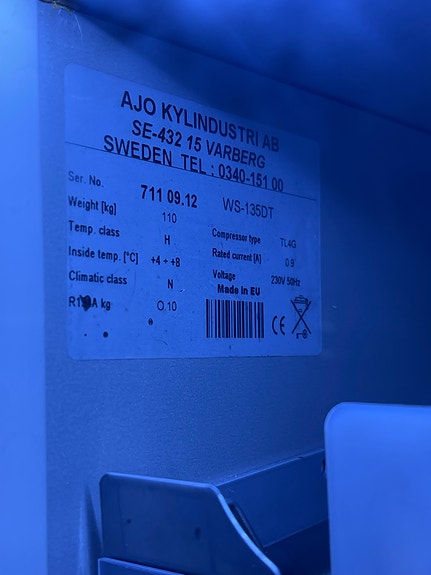 AJO KYLINDUSTRI AB
SE-432 15 VARBERG
SWEDEN TEL : 0340-151 00
Ser. No. 711 09.12 WS-135DT
Weight [kg] 110
Temp. class H Compressor type TL4G
Inside temp. [°C] +4 ÷ +8 Rated current [A] 0.9
Climatic class N Voltage 230V 50Hz
Made in EU
kg 0.10
CE